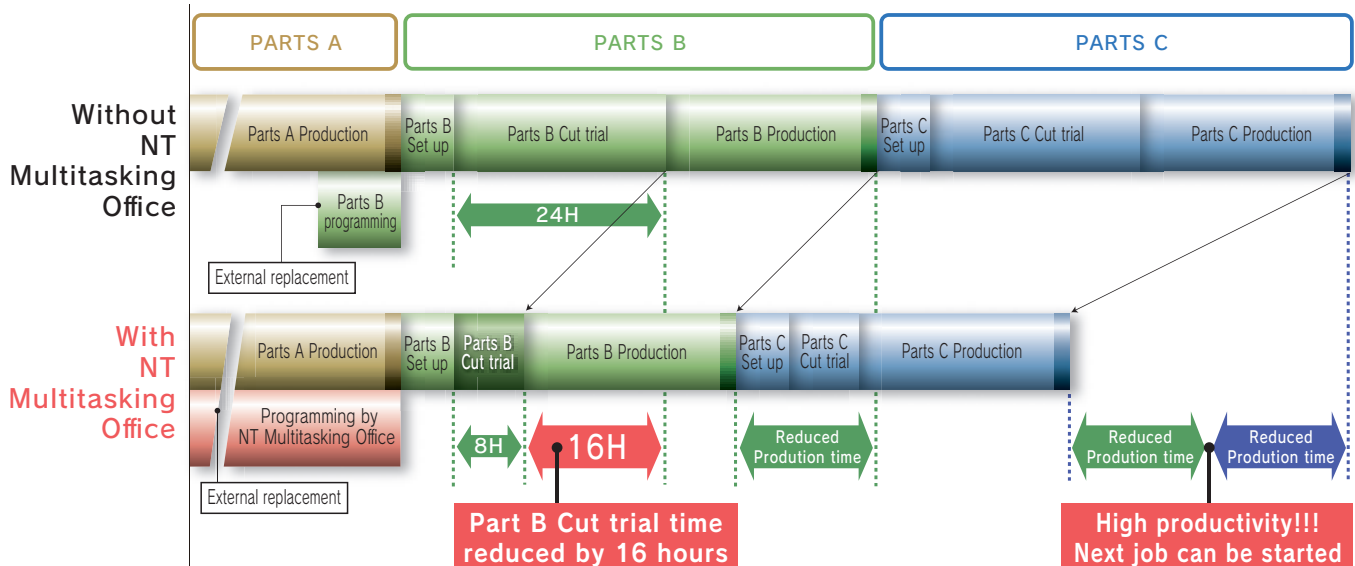 PARTS A
PARTS B
PARTS C
Without
NT
Multitasking
Office
Parts A Production
Parts B
Set up
Parts B Cut trial
Parts B Production
Parts C
Set up
Parts C Cut trial
Parts C Production
Parts B
programming
24H
External replacement
With
NT
Multitasking
Office
Parts A Production
Parts B
Set up
Parts B
Cut trial
Parts B Production
Parts C
Set up
Parts C
Cut trial
Parts C Production
Programming by
NT Multitasking Office
8H
16H
Reduced
Prodution time
Reduced
Prodution time
Reduced
Prodution time
External replacement
Part B Cut trial time
reduced by 16 hours
High productivity!!!
Next job can be started